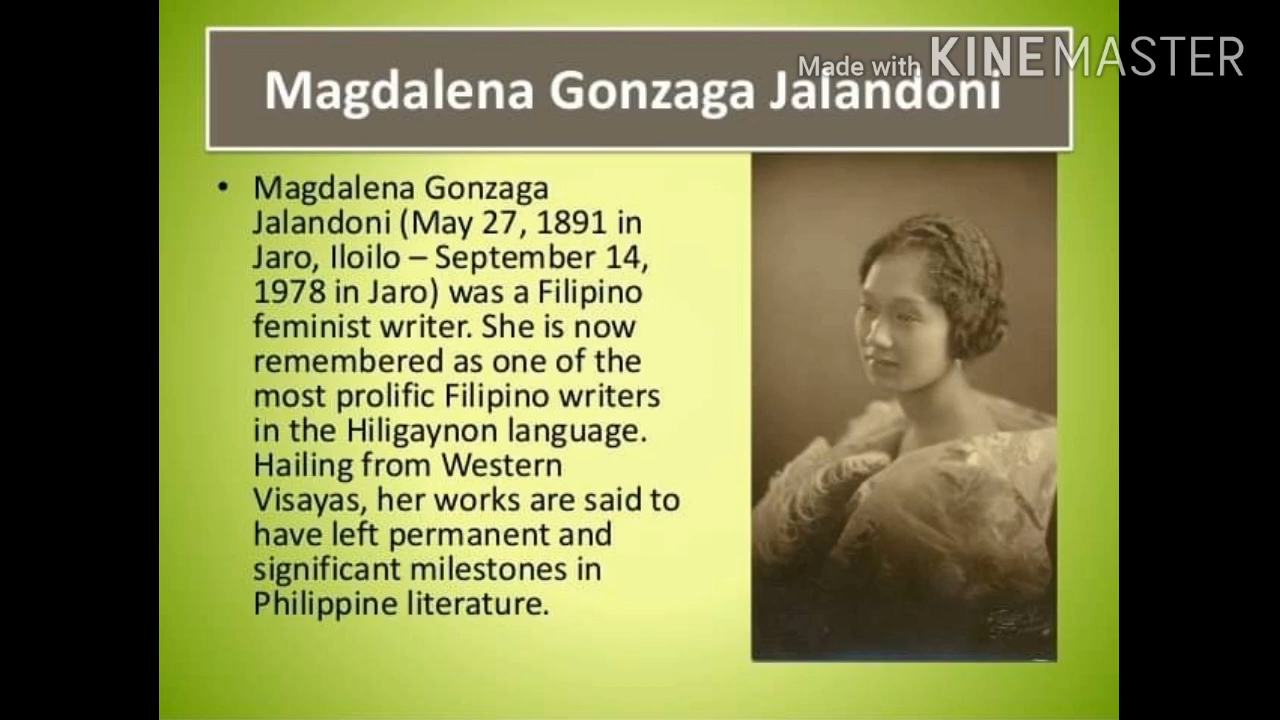 Made with KINEMASTER
Magdalena Gonzaga Jalandoni
• Magdalena Gonzaga
Jalandoni (May 27, 1891 in
Jaro, Iloilo – September 14,
1978 in Jaro) was a Filipino
feminist writer. She is now
remembered as one of the
most prolific Filipino writers
in the Hiligaynon language.
Hailing from Western
Visayas, her works are said to
have left permanent and
significant milestones in
Philippine literature.